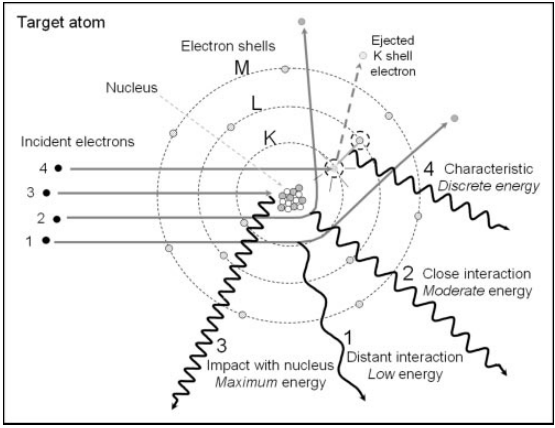 Target atom
Electron shells
M
L
K
Ejected
K shell
electron
Nucleus
Incident electrons
4
3
2
1
4 Characteristic
Discrete energy
2 Close interaction
Moderate energy
1
Distant interaction
Low energy
3
Impact with nucleus
Maximum energy